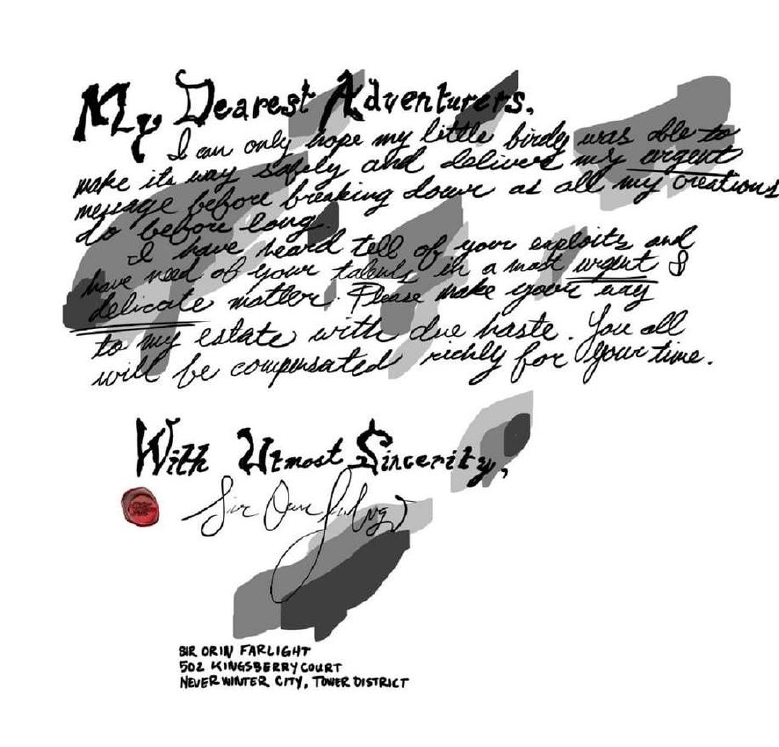 My Dearest Adventurers,
I can only hope my little birdy was able to
make its way safely and delivers my urgent
message before breaking down as all my creations
do before long.
I have heard tell of your exploits and
have need of your talents in a most urgent &
delicate matter. Please make your way
to my estate with due haste. You all
will be compensated richly for your time.
With Utmost Sincerity,
Sir Orin
SIR ORIN FARLIGHT
502 KINGSBERRY COURT
NEVERWINTER CITY, TOWER DISTRICT